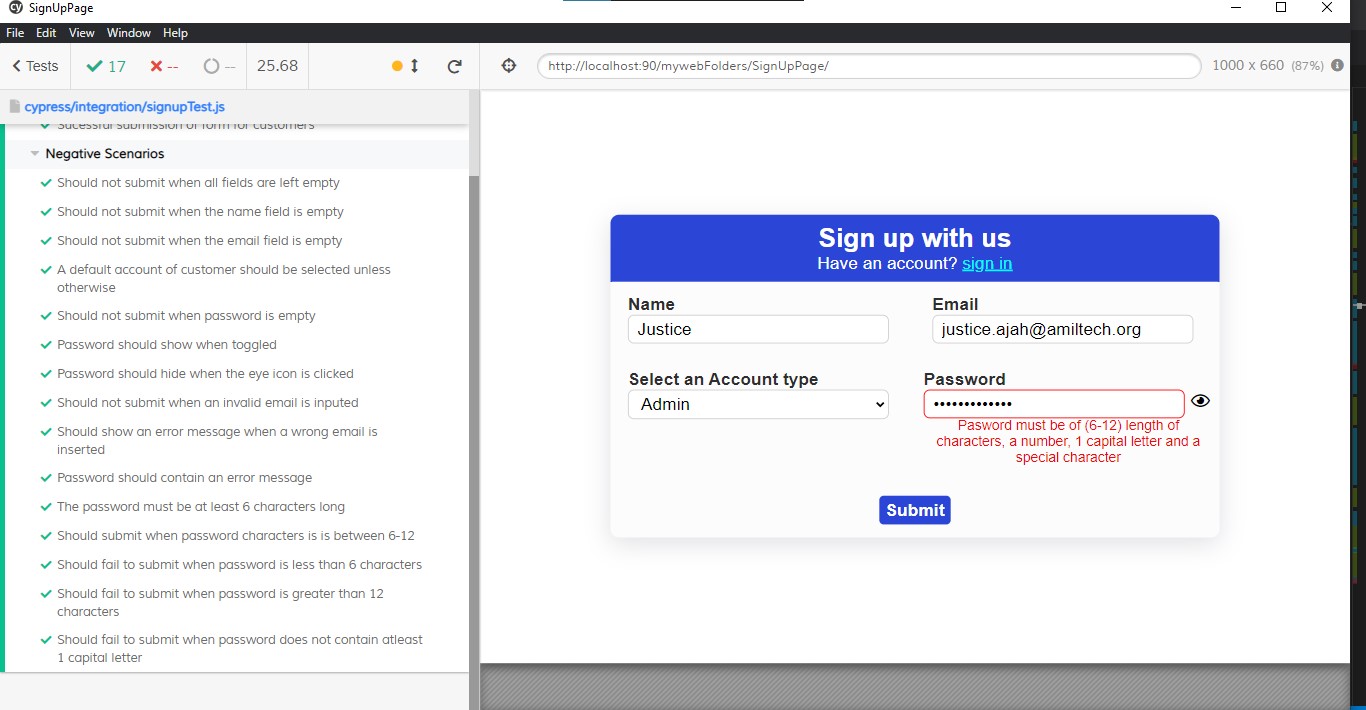 SignUpPage
File Edit View Window Help
Tests 17 -- -- 25.68
http://localhost:90/mywebFolders/SignUpPage/ 1000 x 660 (87%)
cypress/integration/signupTest.js
Sucessful submission of form for customers
Negative Scenarios
Should not submit when all fields are left empty
Should not submit when the name field is empty
Should not submit when the email field is empty
A default account of customer should be selected unless
otherwise
Should not submit when password is empty
Password should show when toggled
Password should hide when the eye icon is clicked
Should not submit when an invalid email is inputed
Should show an error message when a wrong email is
inserted
Password should contain an error message
The password must be at least 6 characters long
Should submit when password characters is is between 6-12
Should fail to submit when password is less than 6 characters
Should fail to submit when password is greater than 12
characters
Should fail to submit when password does not contain atleast
1 capital letter
Sign up with us
Have an account? sign in
Name Email
Justice justice.ajah@amiltech.org
Select an Account type Password
Admin •••••••••••••
Pasword must be of (6-12) length of
characters, a number, 1 capital letter and a
special character
Submit